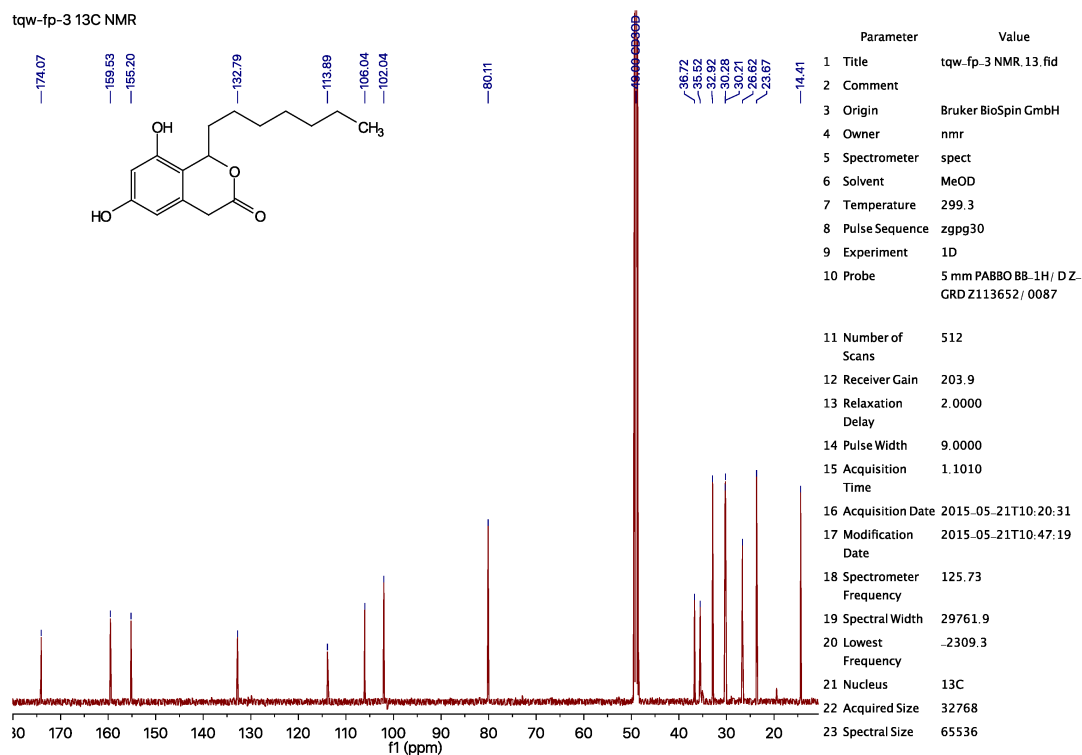 tqw-fp-3 13C NMR
174.07
159.53
155.20
132.79
113.89
106.04
102.04
80.11
49.00 CD3OD
36.72
35.52
32.92
30.28
30.21
26.62
23.67
14.41
OH
CH3
O
HO
O
180 170 160 150 140 130 120 110 100 90 80 70 60 50 40 30 20
f1 (ppm)
Parameter Value
1 Title tqw-fp-3 NMR.13.fid
2 Comment
3 Origin Bruker BioSpin GmbH
4 Owner nmr
5 Spectrometer spect
6 Solvent MeOD
7 Temperature 299.3
8 Pulse Sequence zgpg30
9 Experiment 1D
10 Probe 5 mm PABBO BB-1H/ D Z-
GRD Z113652/ 0087
11 Number of 512
Scans
12 Receiver Gain 203.9
13 Relaxation 2.0000
Delay
14 Pulse Width 9.0000
15 Acquisition 1.1010
Time
16 Acquisition Date 2015-05-21T10:20:31
17 Modification 2015-05-21T10:47:19
Date
18 Spectrometer 125.73
Frequency
19 Spectral Width 29761.9
20 Lowest -2309.3
Frequency
21 Nucleus 13C
22 Acquired Size 32768
23 Spectral Size 65536